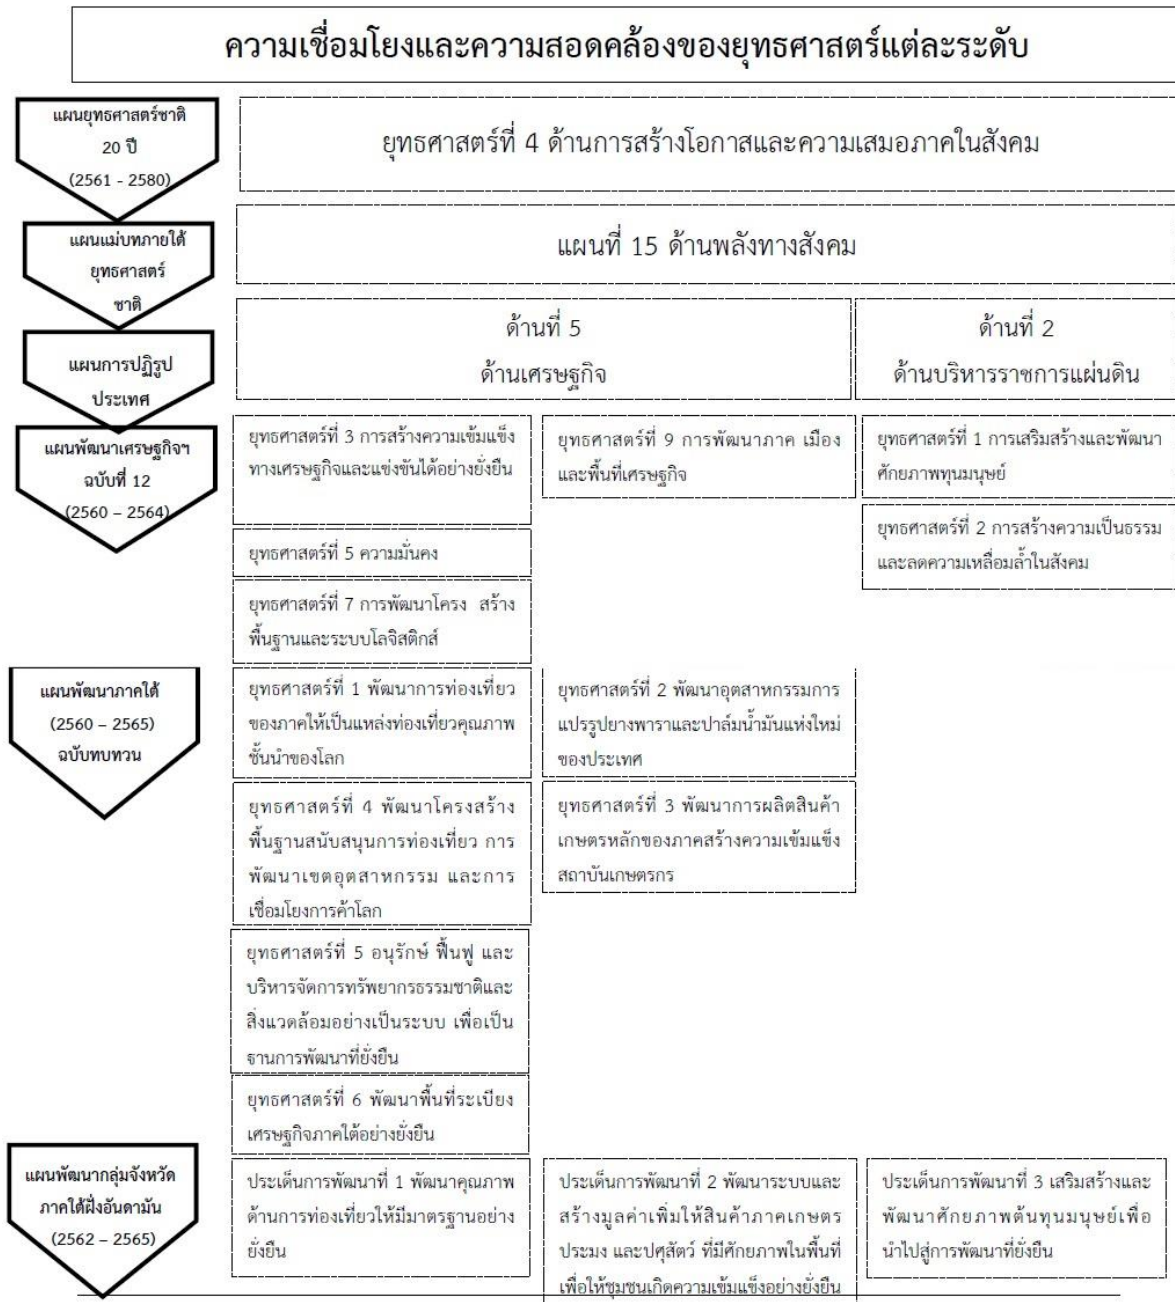 ความเชื่อมโยงและความสอดคล้องของยุทธศาสตร์แต่ละระดับ
แผนยุทธศาสตร์ชาติ
20 ปี
(2561 - 2580)
ยุทธศาสตร์ที่ 4 ด้านการสร้างโอกาสและความเสมอภาคในสังคม
แผนแม่บทภายใต้
ยุทธศาสตร์
ชาติ
แผนที่ 15 ด้านพลังทางสังคม
แผนการปฏิรูป
ประเทศ
ด้านที่ 5
ด้านเศรษฐกิจ
ด้านที่ 2
ด้านบริหารราชการแผ่นดิน
แผนพัฒนาเศรษฐกิจฯ
ฉบับที่ 12
(2560 – 2564)
ยุทธศาสตร์ที่ 3 การสร้างความเข้มแข็ง
ทางเศรษฐกิจและแข่งขันได้อย่างยั่งยืน
ยุทธศาสตร์ที่ 5 ความมั่นคง
ยุทธศาสตร์ที่ 7 การพัฒนาโครง สร้าง
พื้นฐานและระบบโลจิสติกส์
ยุทธศาสตร์ที่ 9 การพัฒนาภาค เมือง
และพื้นที่เศรษฐกิจ
ยุทธศาสตร์ที่ 1 การเสริมสร้างและพัฒนา
ศักยภาพทุนมนุษย์
ยุทธศาสตร์ที่ 2 การสร้างความเป็นธรรม
และลดความเหลื่อมล้ำในสังคม
แผนพัฒนาภาคใต้
(2560 – 2565)
ฉบับทบทวน
ยุทธศาสตร์ที่ 1 พัฒนาการท่องเที่ยว
ของภาคให้เป็นแหล่งท่องเที่ยวคุณภาพ
ชั้นนำของโลก
ยุทธศาสตร์ที่ 4 พัฒนาโครงสร้าง
พื้นฐานสนับสนุนการท่องเที่ยว การ
พัฒนาเขตอุตสาหกรรม และการ
เชื่อมโยงการค้าโลก
ยุทธศาสตร์ที่ 5 อนุรักษ์ ฟื้นฟู และ
บริหารจัดการทรัพยากรธรรมชาติและ
สิ่งแวดล้อมอย่างเป็นระบบ เพื่อเป็น
ฐานการพัฒนาที่ยั่งยืน
ยุทธศาสตร์ที่ 6 พัฒนาพื้นที่ระเบียง
เศรษฐกิจภาคใต้อย่างยั่งยืน
ยุทธศาสตร์ที่ 2 พัฒนาอุตสาหกรรมการ
แปรรูปยางพาราและปาล์มน้ำมันแห่งใหม่
ของประเทศ
ยุทธศาสตร์ที่ 3 พัฒนาการผลิตสินค้า
เกษตรหลักของภาคสร้างความเข้มแข็ง
สถาบันเกษตรกร
แผนพัฒนากลุ่มจังหวัด
ภาคใต้ฝั่งอันดามัน
(2562 – 2565)
ประเด็นการพัฒนาที่ 1 พัฒนาคุณภาพ
ด้านการท่องเที่ยวให้มีมาตรฐานอย่าง
ยั่งยืน
ประเด็นการพัฒนาที่ 2 พัฒนาระบบและ
สร้างมูลค่าเพิ่มให้สินค้าภาคเกษตร
ประมง และปศุสัตว์ ที่มีศักยภาพในพื้นที่
เพื่อให้ชุมชนเกิดความเข้มแข็งอย่างยั่งยืน
ประเด็นการพัฒนาที่ 3 เสริมสร้างและ
พัฒนาศักยภาพต้นทุนมนุษย์เพื่อ
นำไปสู่การพัฒนาที่ยั่งยืน